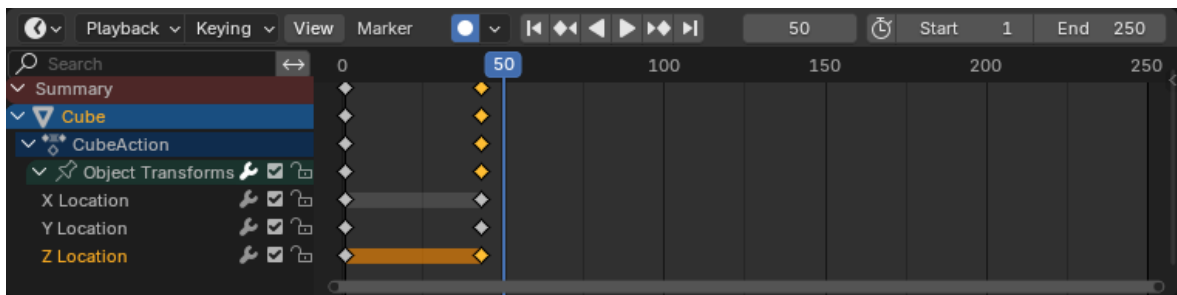 Playback Keying View Marker 50 Start 1 End 250
Search 0 50 100 150 200 250
Summary
Cube
CubeAction
Object Transforms
X Location
Y Location
Z Location